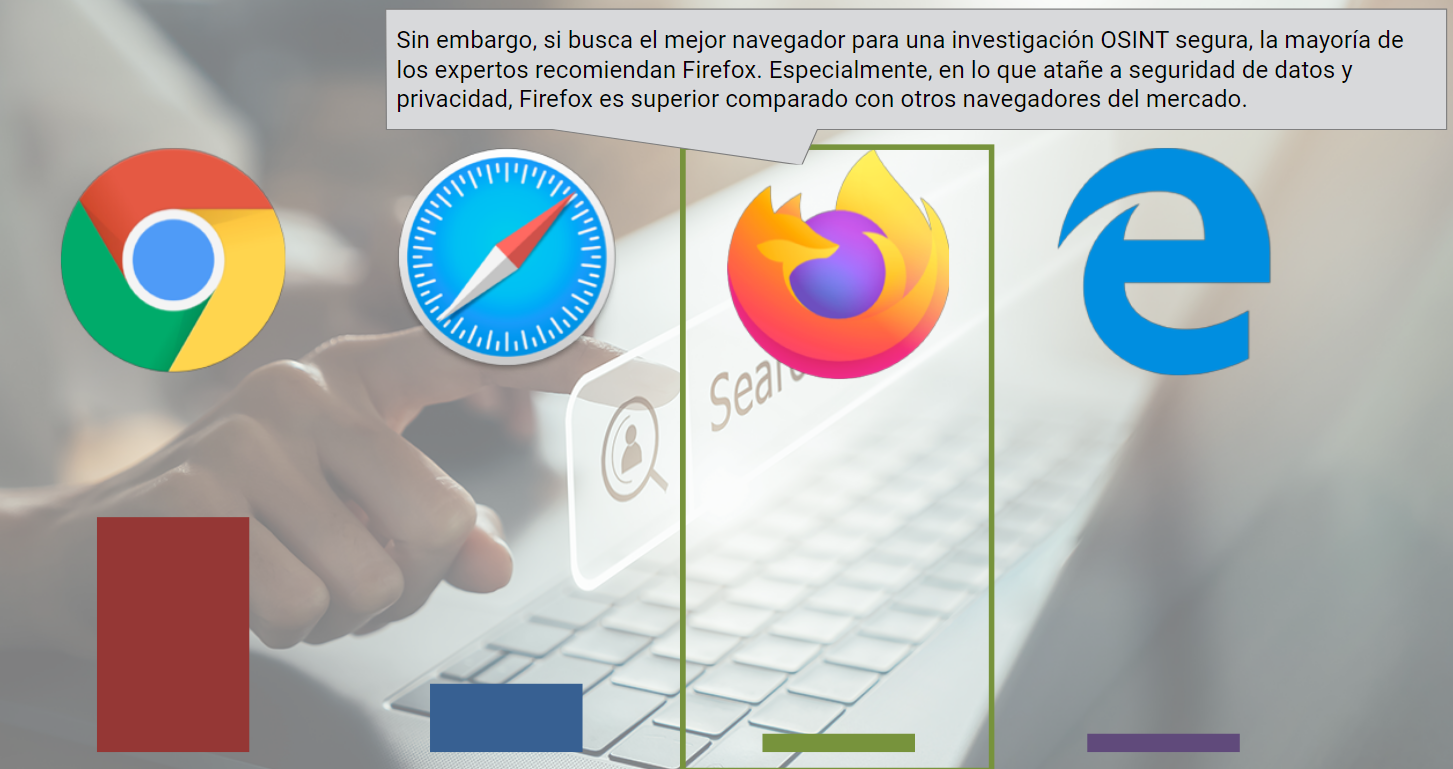 Sin embargo, si busca el mejor navegador para una investigación OSINT segura, la mayoría de
los expertos recomiendan Firefox. Especialmente, en lo que atañe a seguridad de datos y
privacidad, Firefox es superior comparado con otros navegadores del mercado.
Sear